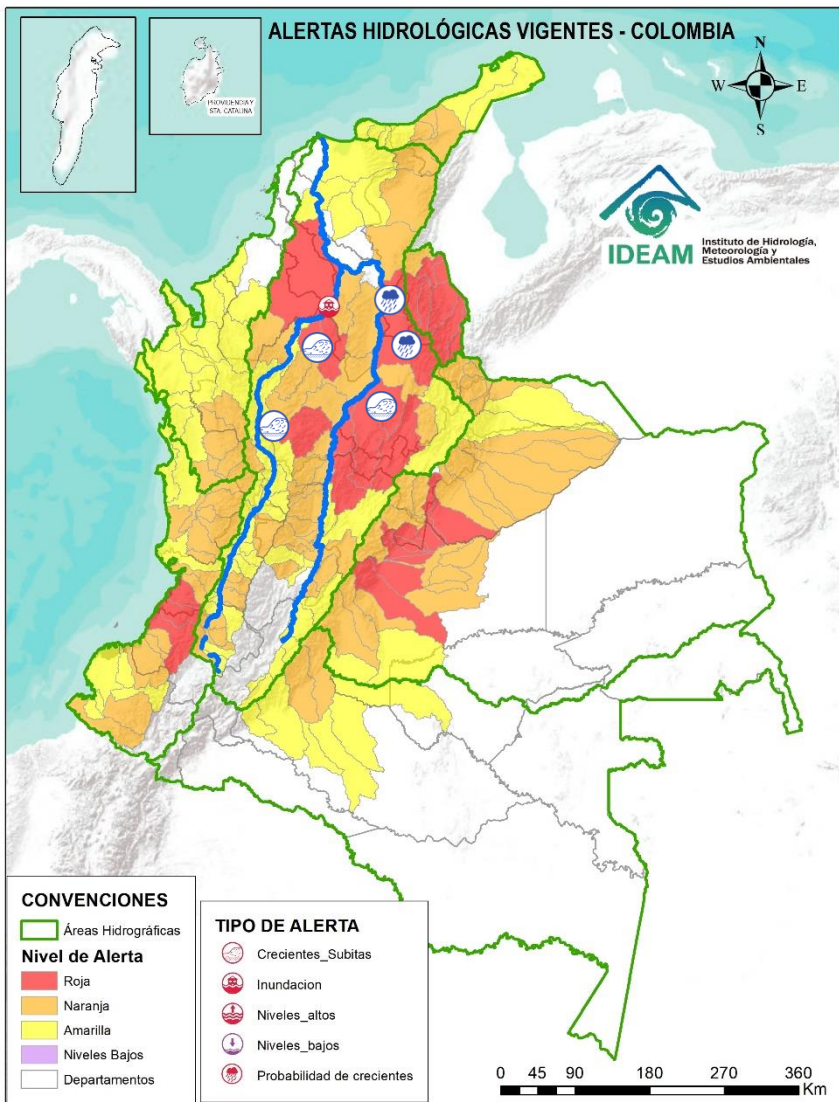 ALERTAS HIDROLÓGICAS VIGENTES - COLOMBIA
PROVIDENCIA Y
STA. CATALINA
N
W
E
S
IDEAM
Instituto de Hidrología,
Meteorología y
Estudios Ambientales
CONVENCIONES
Áreas Hidrográficas
Nivel de Alerta
Roja
Naranja
Amarilla
Niveles Bajos
Departamentos
TIPO DE ALERTA
Crecientes_Subitas
Inundacion
Niveles_altos
Niveles_bajos
Probabilidad de crecientes
0 45 90 180 270 360
Km